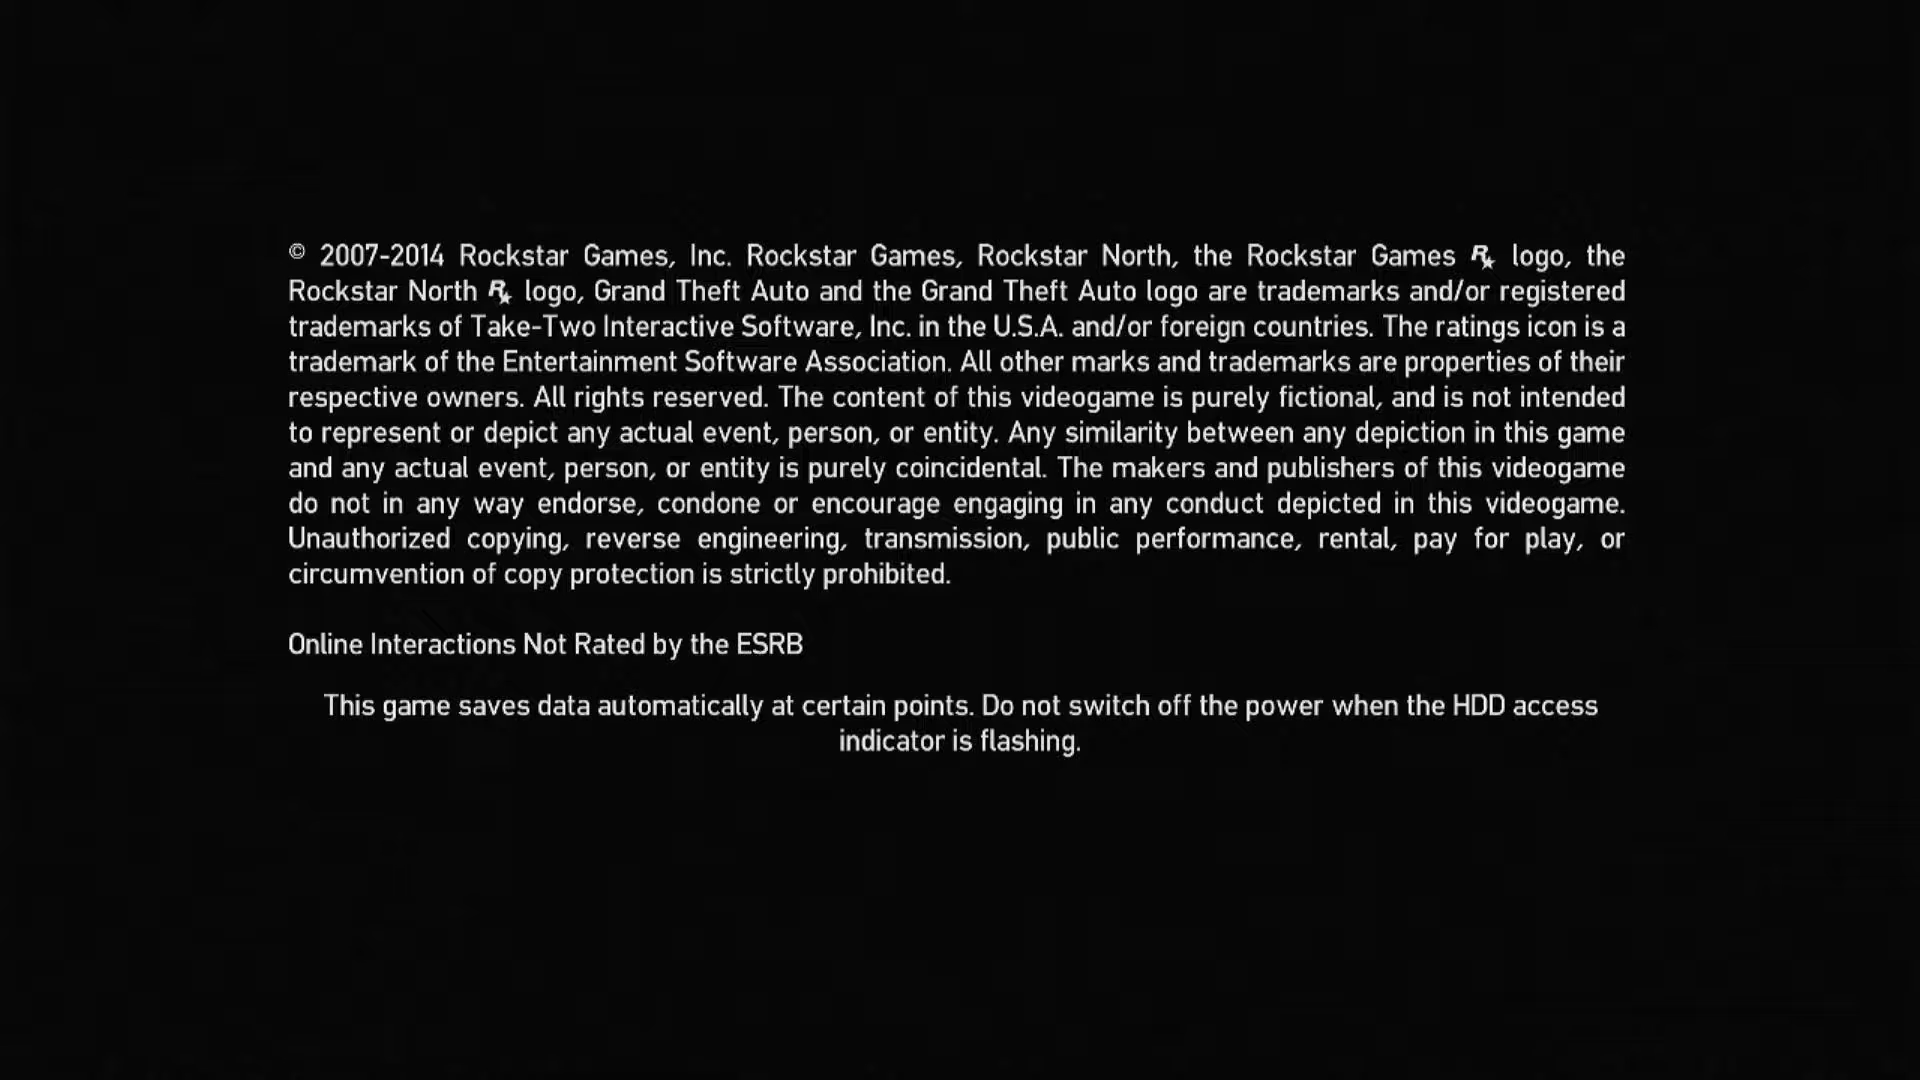 © 2007-2014 Rockstar Games, Inc. Rockstar Games, Rockstar North, the Rockstar Games R★ logo, the
Rockstar North R★ logo, Grand Theft Auto and the Grand Theft Auto logo are trademarks and/or registered
trademarks of Take-Two Interactive Software, Inc. in the U.S.A. and/or foreign countries. The ratings icon is a
trademark of the Entertainment Software Association. All other marks and trademarks are properties of their
respective owners. All rights reserved. The content of this videogame is purely fictional, and is not intended
to represent or depict any actual event, person, or entity. Any similarity between any depiction in this game
and any actual event, person, or entity is purely coincidental. The makers and publishers of this videogame
do not in any way endorse, condone or encourage engaging in any conduct depicted in this videogame.
Unauthorized copying, reverse engineering, transmission, public performance, rental, pay for play, or
circumvention of copy protection is strictly prohibited.
Online Interactions Not Rated by the ESRB
This game saves data automatically at certain points. Do not switch off the power when the HDD access
indicator is flashing.